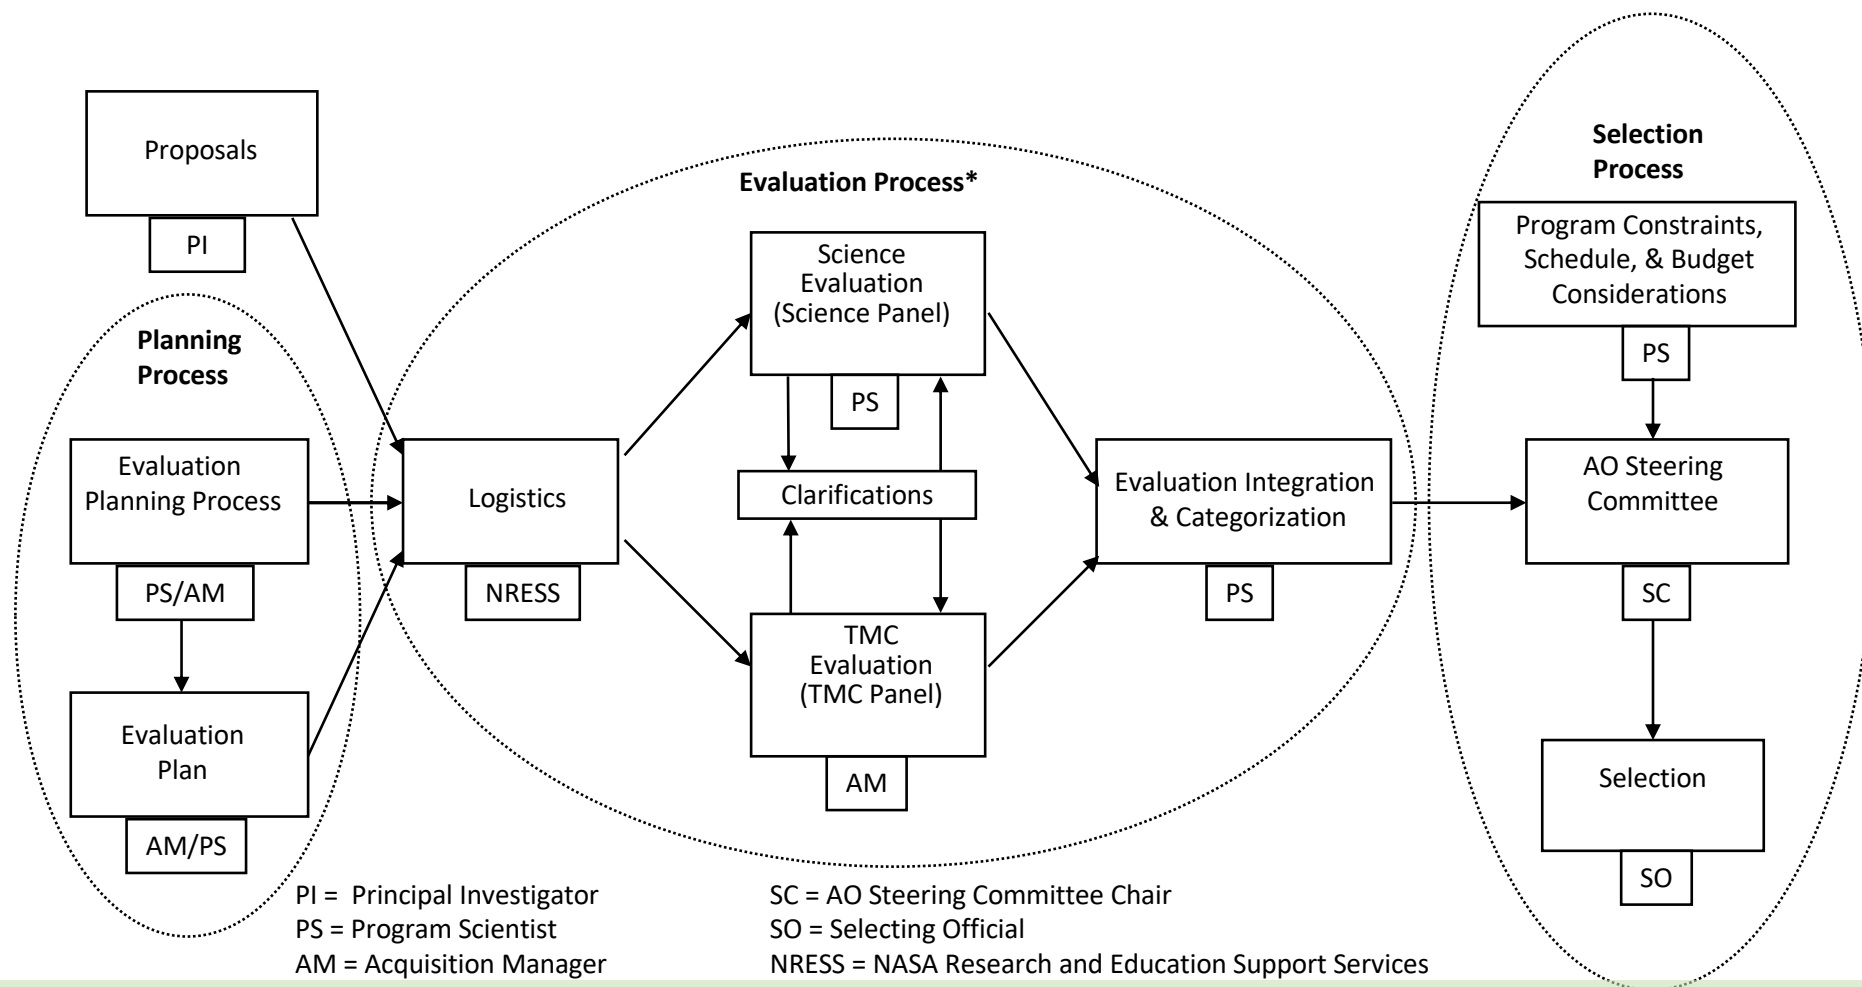 Proposals
PI
Planning
Process
Evaluation
Planning Process
PS/AM
Evaluation
Plan
AM/PS
Evaluation Process*
Logistics
NRESS
Science
Evaluation
(Science Panel)
PS
Clarifications
TMC
Evaluation
(TMC Panel)
AM
Evaluation Integration
& Categorization
PS
Selection
Process
Program Constraints,
Schedule, & Budget
Considerations
PS
AO Steering
Committee
SC
Selection
SO
PI = Principal Investigator
PS = Program Scientist
AM = Acquisition Manager
SC = AO Steering Committee Chair
SO = Selecting Official
NRESS = NASA Research and Education Support Services